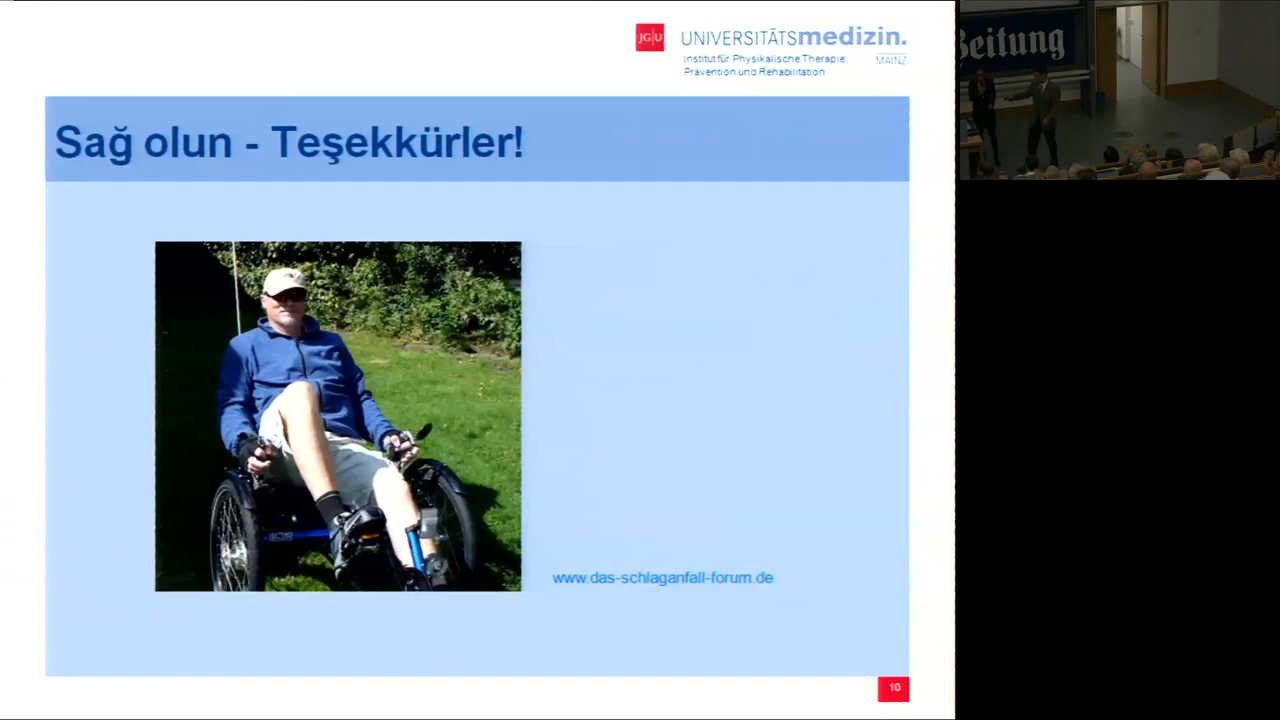 JG|U
UNIVERSITÄTSmedizin.
MAINZ
Institut für Physikalische Therapie
Prävention und Rehabilitation
Sağ olun - Teşekkürler!
www.das-schlaganfall-forum.de
10
Zeitung